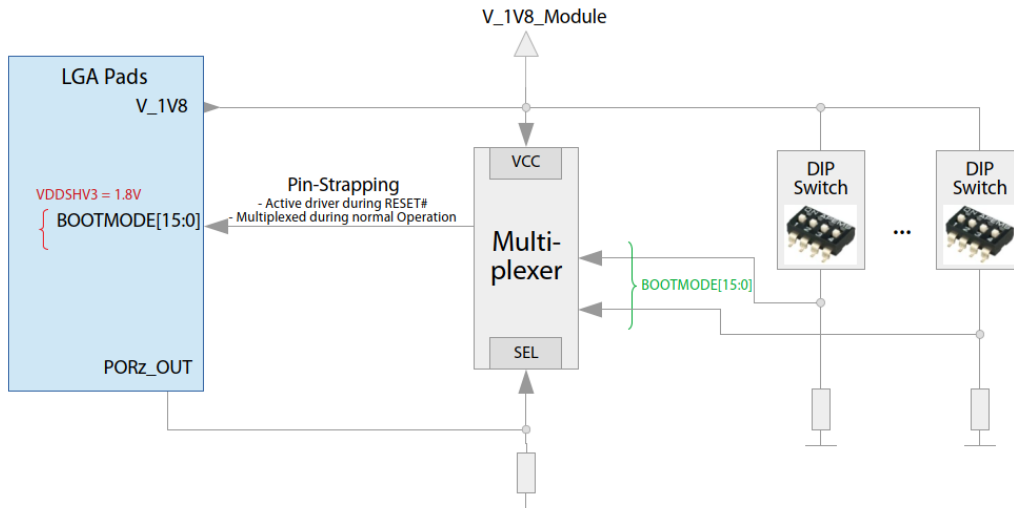 V_1V8_Module
LGA Pads
V_1V8
VDDSHV3 = 1.8V
BOOTMODE[15:0]
Pin-Strapping
- Active driver during RESET#
- Multiplexed during normal Operation
VCC
Multi-
plexer
SEL
BOOTMODE[15:0]
DIP
Switch
...
DIP
Switch
PORz_OUT